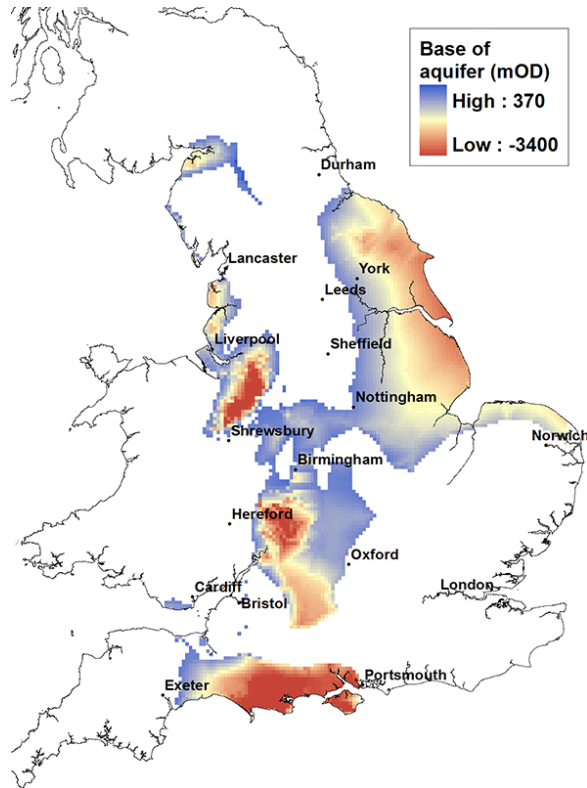 Base of
aquifer (mOD)
High : 370
Low : -3400
Durham
Lancaster
York
Leeds
Liverpool
Sheffield
Nottingham
Shrewsbury
Norwich
Birmingham
Hereford
Oxford
Cardiff
London
Bristol
Portsmouth
Exeter